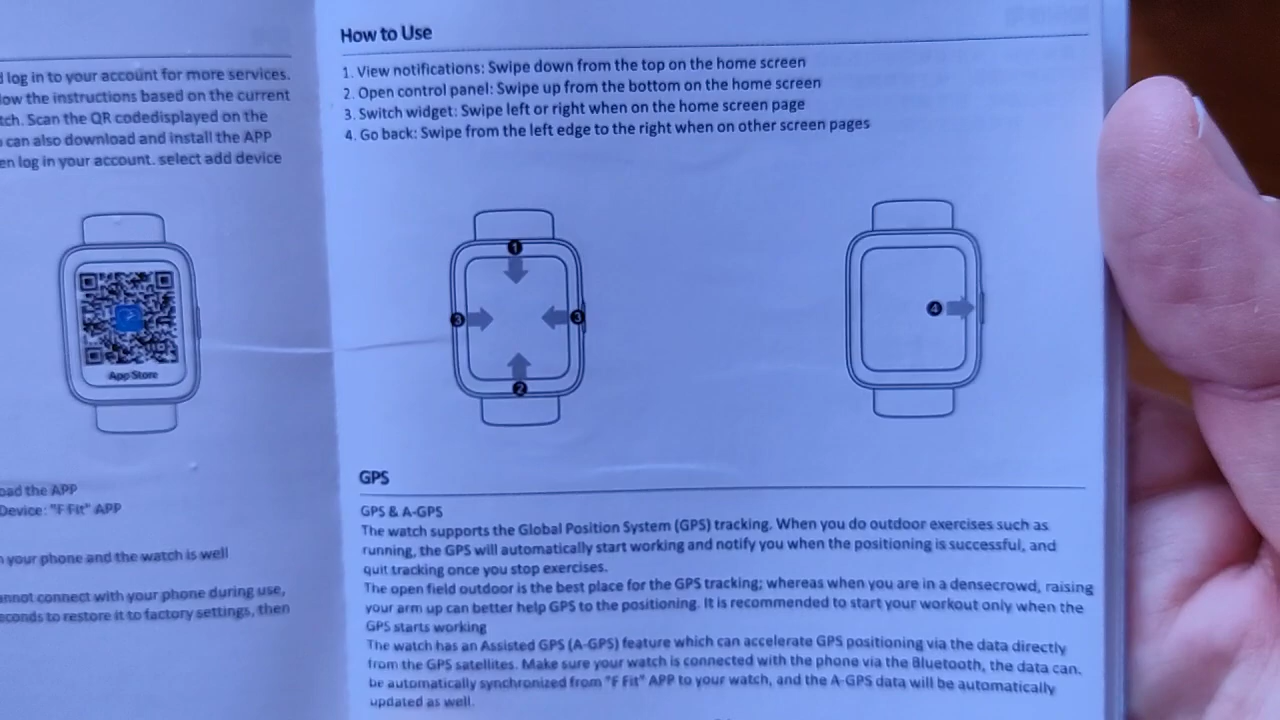 log in to your account for more services.
the instructions based on the current
Scan the QR codedisplayed on the
can also download and install the APP
log in your account. select add device
App Store
the APP
Device: "F Fit" APP
your phone and the watch is well
connect with your phone during use,
to restore it to factory settings, then
How to Use
1. View notifications: Swipe down from the top on the home screen
2. Open control panel: Swipe up from the bottom on the home screen
3. Switch widget: Swipe left or right when on the home screen page
4. Go back: Swipe from the left edge to the right when on other screen pages
1
3
3
2
4
GPS
GPS & A-GPS
The watch supports the Global Position System (GPS) tracking. When you do outdoor exercises such as
running, the GPS will automatically start working and notify you when the positioning is successful, and
quit tracking once you stop exercises.
The open field outdoor is the best place for the GPS tracking; whereas when you are in a densecrowd, raising
your arm up can better help GPS to the positioning. It is recommended to start your workout only when the
GPS starts working
The watch has an Assisted GPS (A-GPS) feature which can accelerate GPS positioning via the data directly
from the GPS satellites. Make sure your watch is connected with the phone via the Bluetooth, the data can.
be automatically synchronized from "F Fit" APP to your watch, and the A-GPS data will be automatically
updated as well.